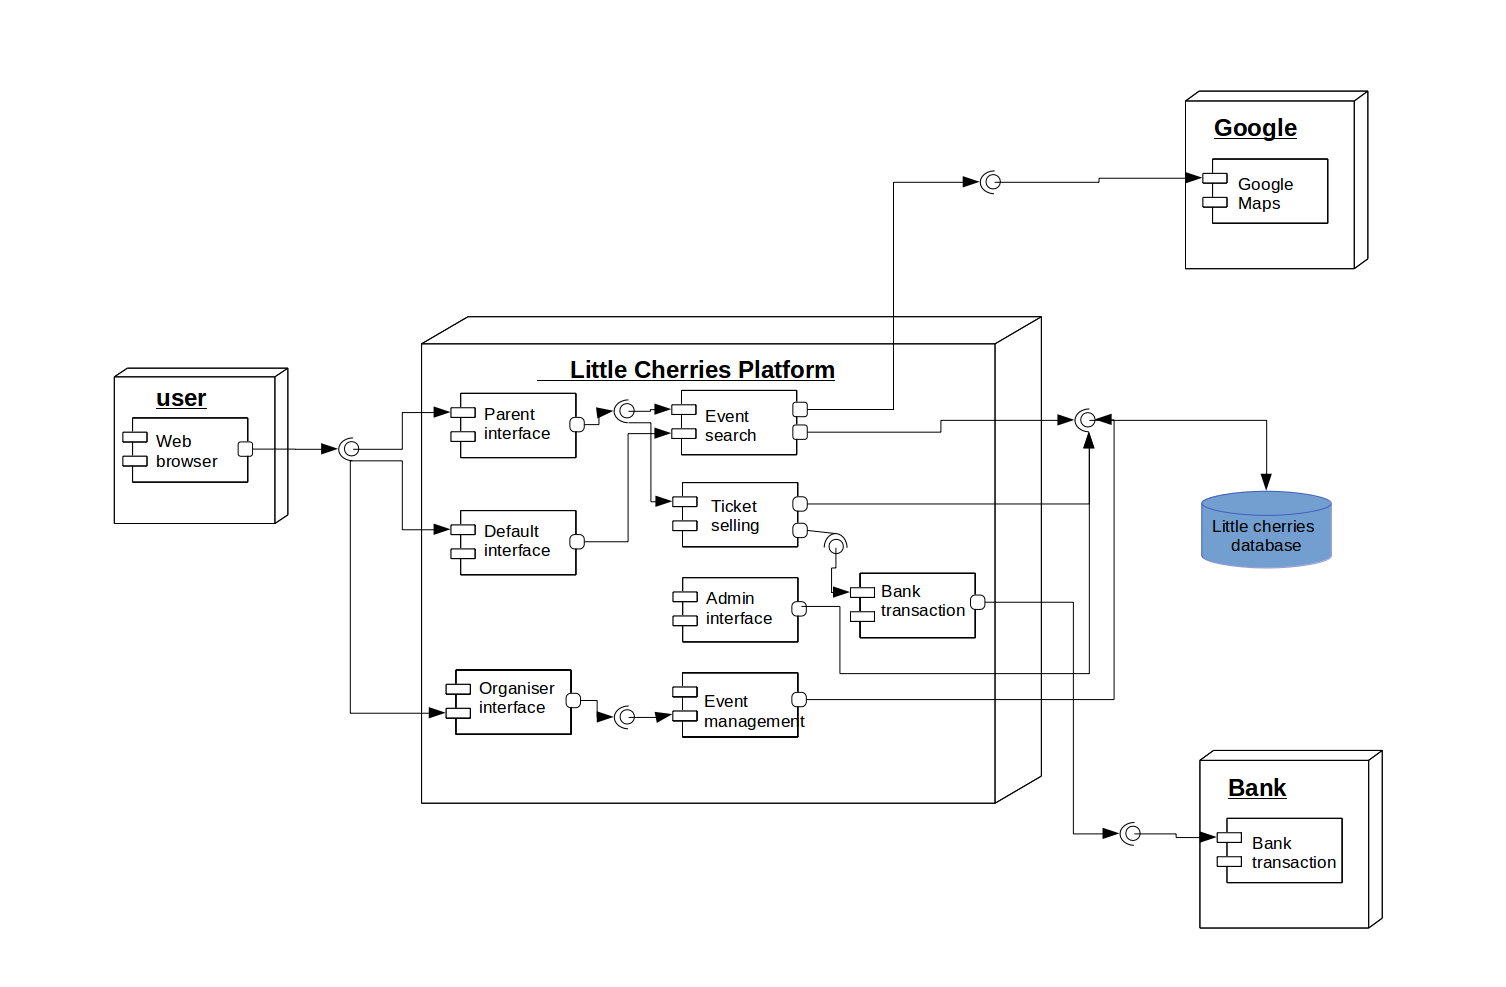 Google
Google
Maps
Little Cherries Platform
user
Web
browser
Parent
interface
Event
search
Default
interface
Ticket
selling
Little cherries
database
Admin
interface
Bank
transaction
Organiser
interface
Event
management
Bank
Bank
transaction